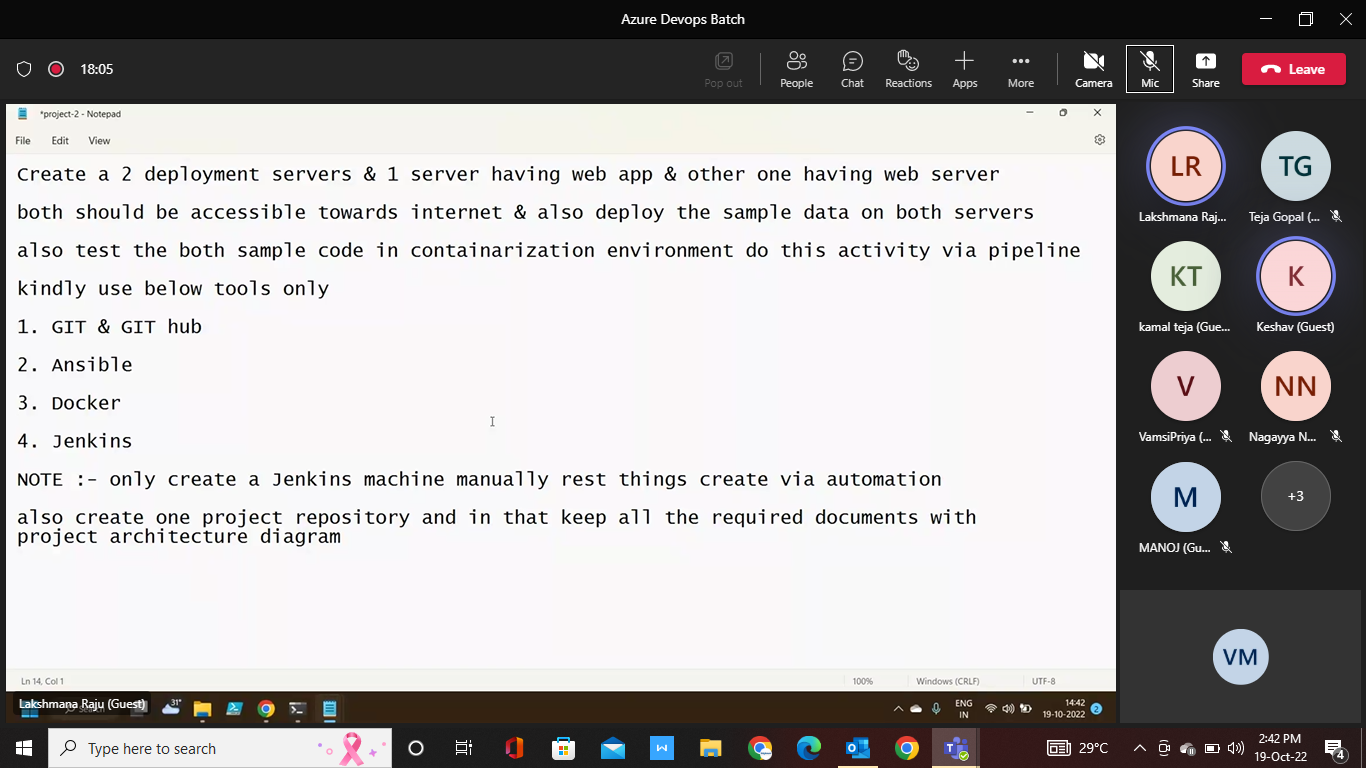 Azure Devops Batch
18:05
Pop out
People
Chat
Reactions
Apps
More
Camera
Mic
Share
Leave
*project-2 - Notepad
File Edit View
Create a 2 deployment servers & 1 server having web app & other one having web server
both should be accessible towards internet & also deploy the sample data on both servers
also test the both sample code in containarization environment do this activity via pipeline
kindly use below tools only
1. GIT & GIT hub
2. Ansible
3. Docker
4. Jenkins
NOTE :- only create a Jenkins machine manually rest things create via automation
also create one project repository and in that keep all the required documents with
project architecture diagram
Ln 14, Col 1
100%
Windows (CRLF)
UTF-8
Lakshmana Raju (Guest)
31°
ENG
IN
14:42
19-10-2022
2
LR
Lakshmana Raj...
TG
Teja Gopal (...
KT
kamal teja (Gue...
K
Keshav (Guest)
V
VamsiPriya (...
NN
Nagayya N...
M
MANOJ (Gu...
+3
VM
Type here to search
W
29°C
2:42 PM
19-Oct-22
4